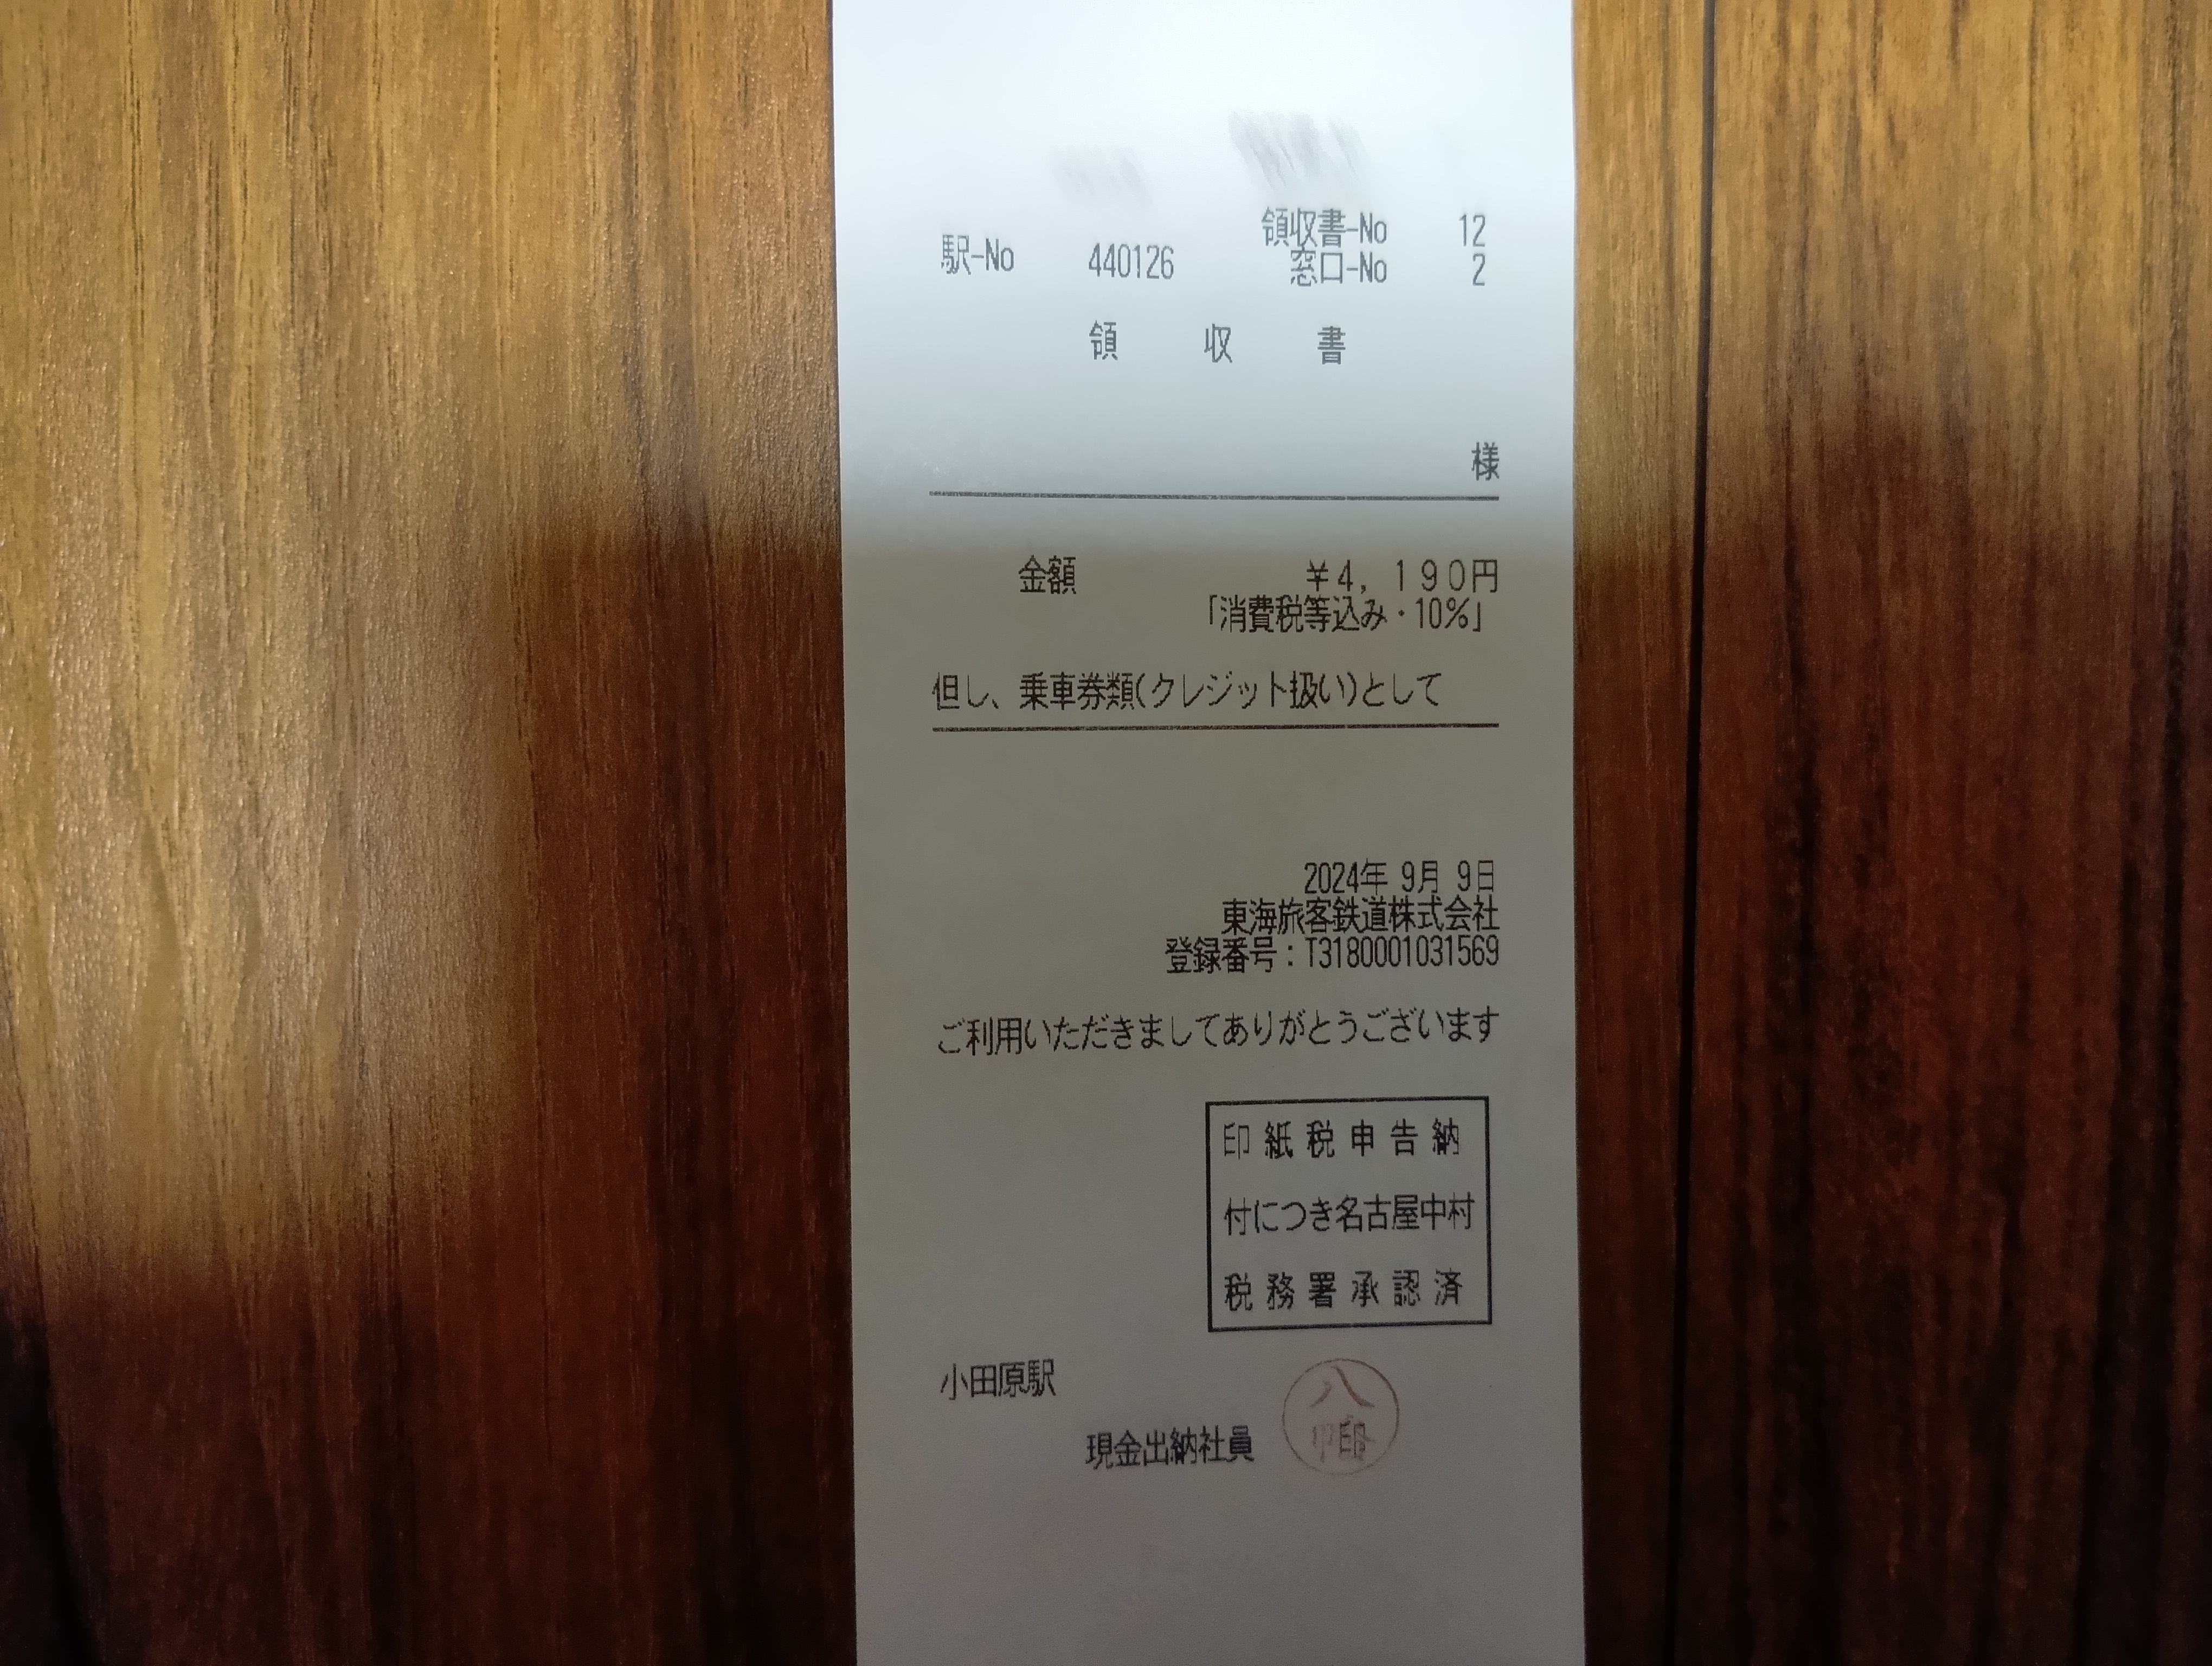 領収書-No 12
駅-No 440126 窓口-No 2
領 収 書
様
金額 ¥4,190円
「消費税等込み・10%」
但し、乗車券類(クレジット扱い)として
2024年 9月 9日
東海旅客鉄道株式会社
登録番号:T3180001031569
ご利用いただきましてありがとうございます
印紙税申告納
付につき名古屋中村
税務署承認済
小田原駅
現金出納社員 印
八